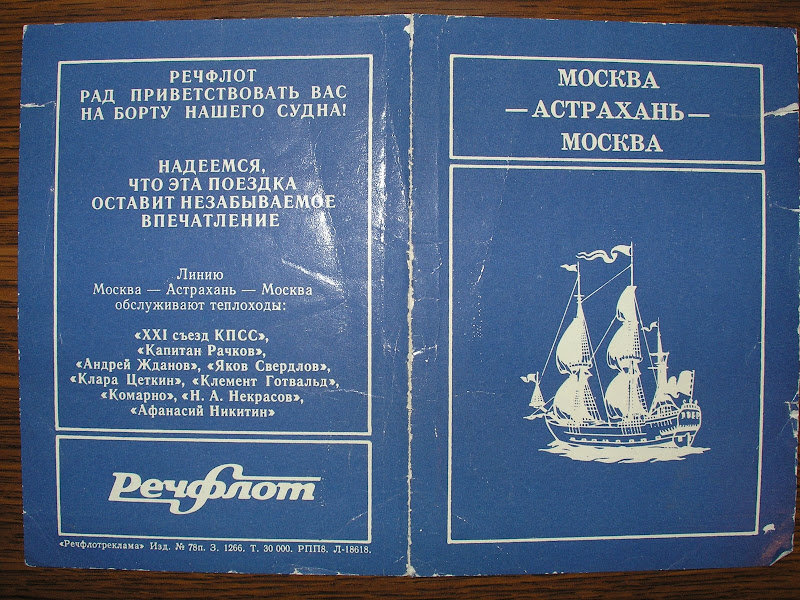 РЕЧФЛОТ
РАД ПРИВЕТСТВОВАТЬ ВАС
НА БОРТУ НАШЕГО СУДНА!
НАДЕЕМСЯ,
ЧТО ЭТА ПОЕЗДКА
ОСТАВИТ НЕЗАБЫВАЕМОЕ
ВПЕЧАТЛЕНИЕ
Линию
Москва — Астрахань — Москва
обслуживают теплоходы:
«XXI съезд КПСС»,
«Капитан Рачков»,
«Андрей Жданов», «Яков Свердлов»,
«Клара Цеткин», «Клемент Готвальд»,
«Комарно», «Н. А. Некрасов»,
«Афанасий Никитин»
Речфлот
«Речфлотреклама» Изд. № 78п. З. 1266. Т. 30 000. РПП8. Л-18618.
МОСКВА
—АСТРАХАНЬ—
МОСКВА